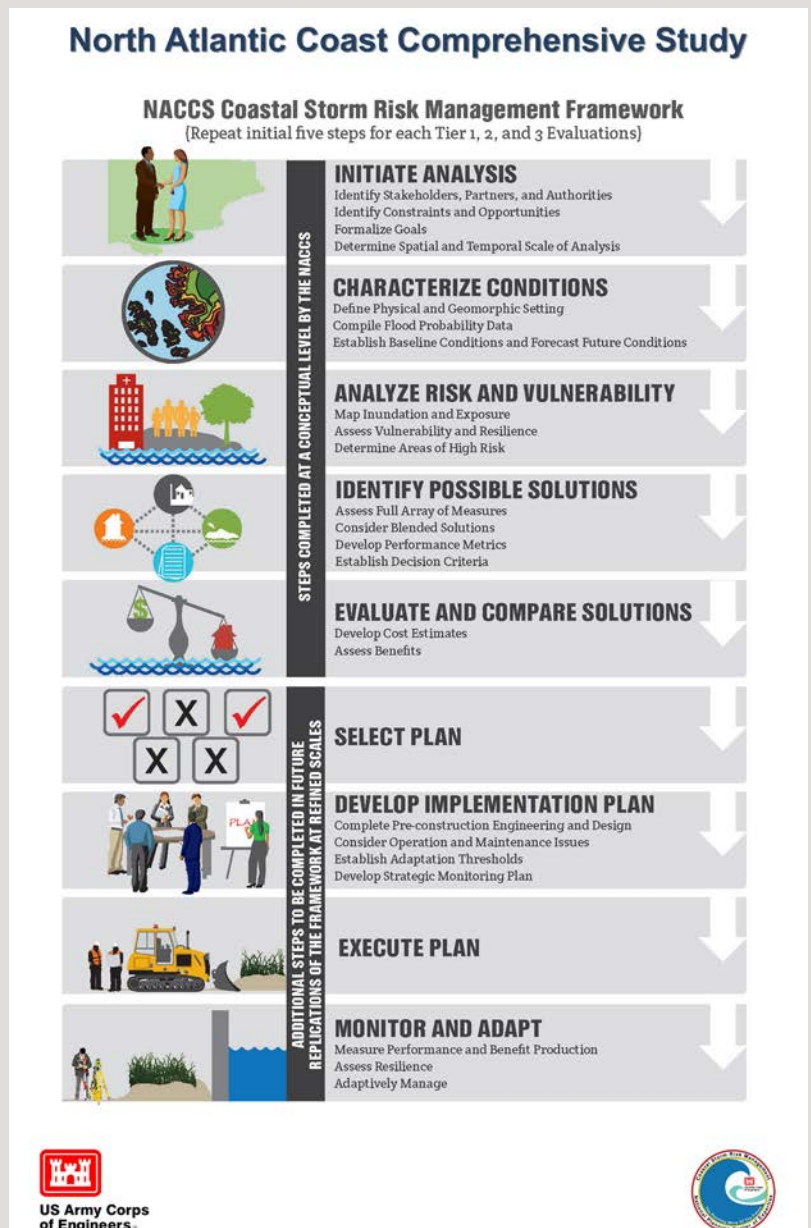 North Atlantic Coast Comprehensive Study
NACCS Coastal Storm Risk Management Framework
{Repeat initial five steps for each Tier 1, 2, and 3 Evaluations}
STEPS COMPLETED AT A CONCEPTUAL LEVEL BY THE NACCS
INITIATE ANALYSIS
Identify Stakeholders, Partners, and Authorities
Identify Constraints and Opportunities
Formalize Goals
Determine Spatial and Temporal Scale of Analysis
CHARACTERIZE CONDITIONS
Define Physical and Geomorphic Setting
Compile Flood Probability Data
Establish Baseline Conditions and Forecast Future Conditions
ANALYZE RISK AND VULNERABILITY
Map Inundation and Exposure
Assess Vulnerability and Resilience
Determine Areas of High Risk
IDENTIFY POSSIBLE SOLUTIONS
Assess Full Array of Measures
Consider Blended Solutions
Develop Performance Metrics
Establish Decision Criteria
$
EVALUATE AND COMPARE SOLUTIONS
Develop Cost Estimates
Assess Benefits
ADDITIONAL STEPS TO BE COMPLETED IN FUTURE
REPLICATIONS OF THE FRAMEWORK AT REFINED SCALES
X
X X
SELECT PLAN
PLA
DEVELOP IMPLEMENTATION PLAN
Complete Pre-construction Engineering and Design
Consider Operation and Maintenance Issues
Establish Adaptation Thresholds
Develop Strategic Monitoring Plan
EXECUTE PLAN
MONITOR AND ADAPT
Measure Performance and Benefit Production
Assess Resilience
Adaptively Manage
US Army Corps
of Engineers
Coastal Storm Risk Management